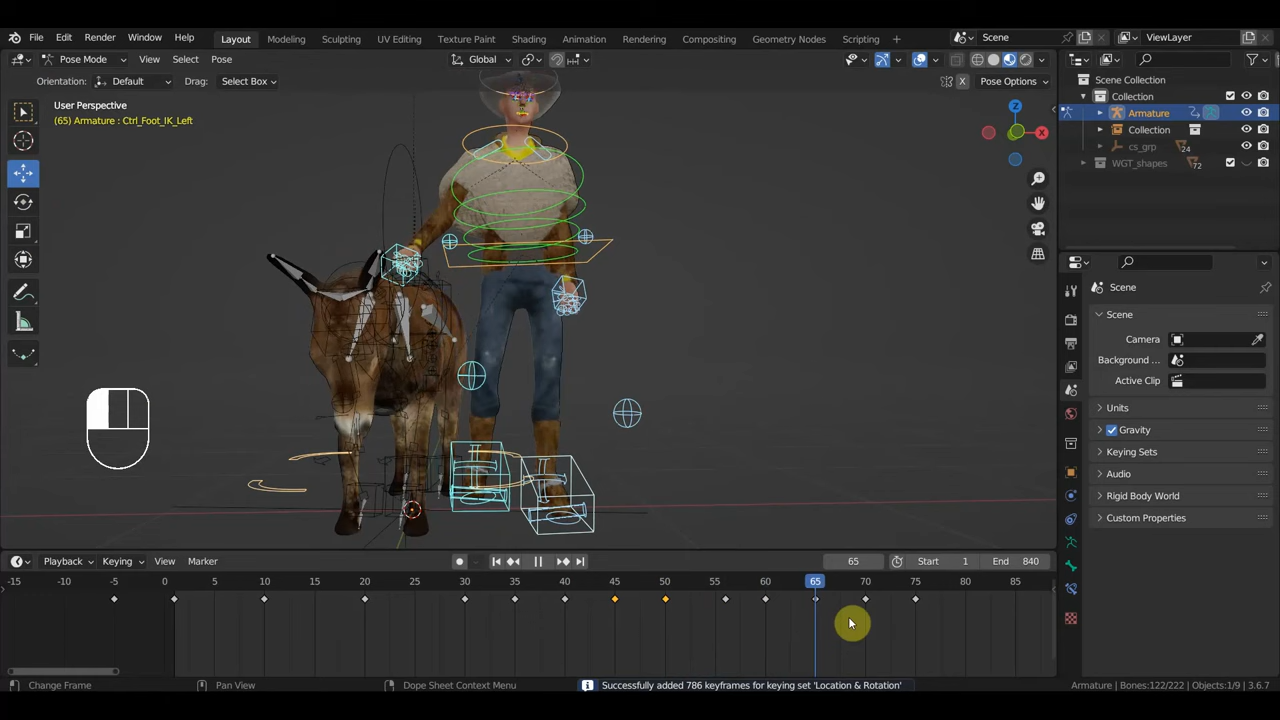 File Edit Render Window Help Layout Modeling Sculpting UV Editing Texture Paint Shading Animation Rendering Compositing Geometry Nodes Scripting + Scene ViewLayer
Pose Mode View Select Pose Global
Orientation: Default Drag: Select Box X Pose Options
User Perspective
(65) Armature : Ctrl_Foot_IK_Left
Z
X
Scene Collection
Collection
Armature
Collection
cs_grp 24
WGT_shapes 72
Scene
Scene
Camera
Background ...
Active Clip
Units
Gravity
Keying Sets
Audio
Rigid Body World
Custom Properties
Playback Keying View Marker 65 Start 1 End 840
-15 -10 -5 1 5 10 15 20 25 30 35 40 45 50 55 60 65 70 75 80 85
Change Frame Pan View Dope Sheet Context Menu Successfully added 786 keyframes for keying set 'Location & Rotation' Armature | Bones:122/222 | Objects:1/9 | 3.6.7